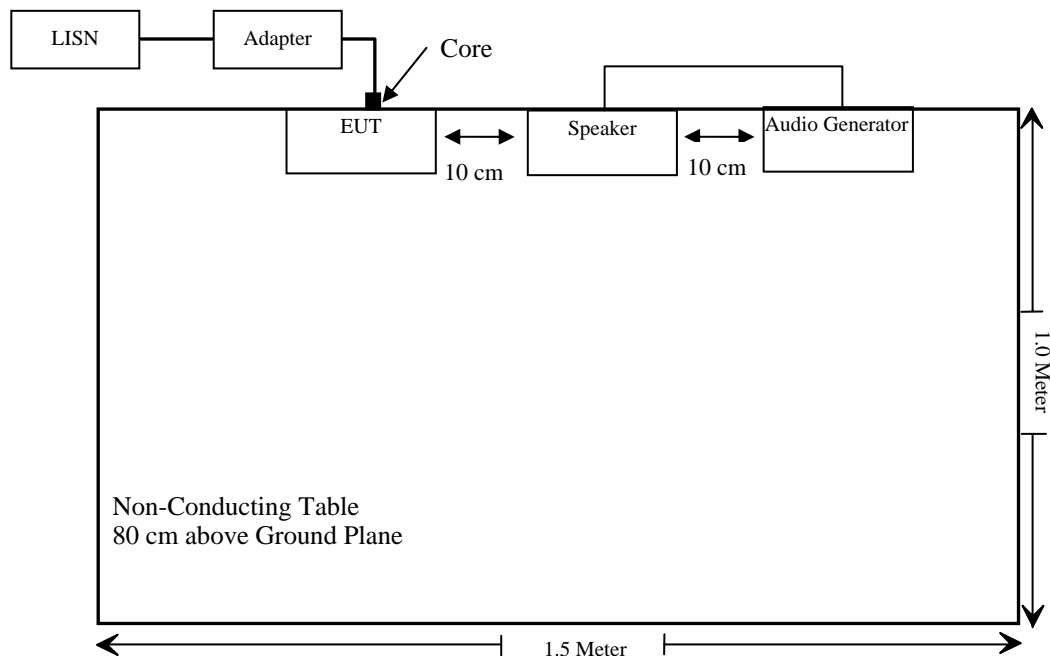 LISN
Adapter
Core
EUT
Speaker
Audio Generator
10 cm
10 cm
1.0 Meter
Non-Conducting Table
80 cm above Ground Plane
1.5 Meter